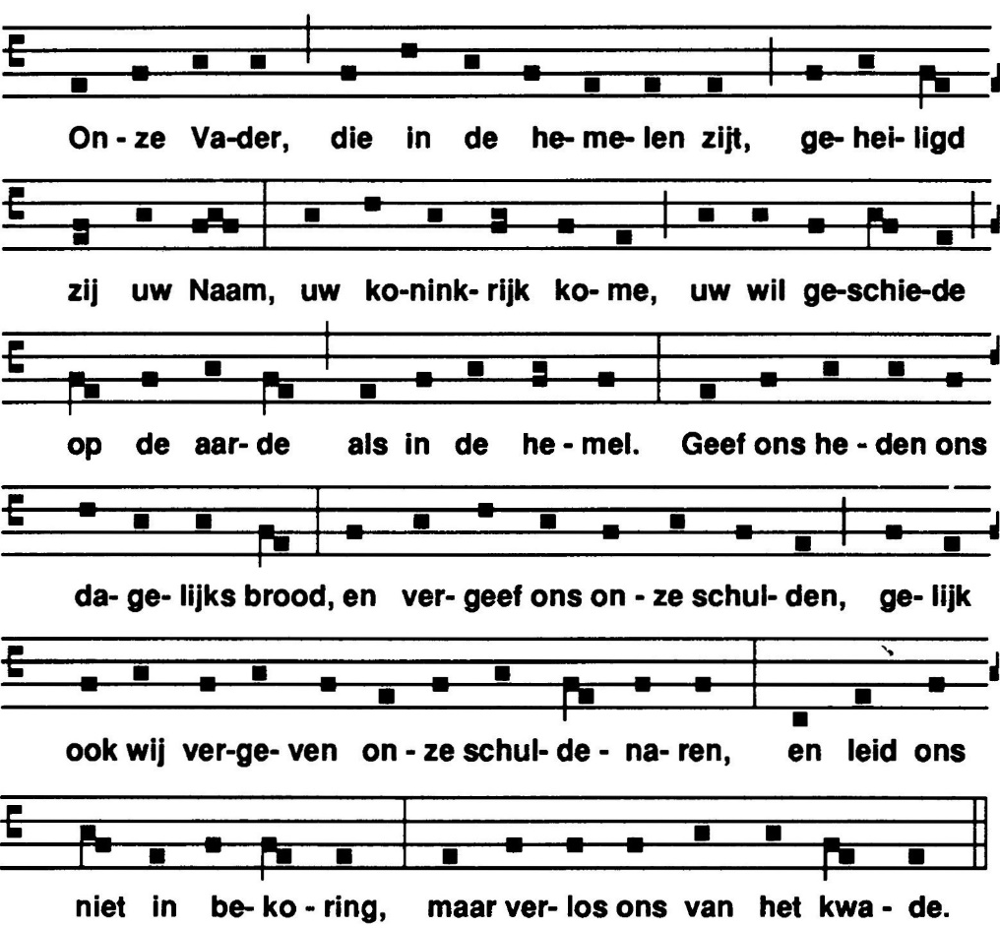 On - ze Va-der, die in de he- me- len zijt, ge- hei- ligd
zij uw Naam, uw ko-nink- rijk ko- me, uw wil ge-schie-de
op de aar- de als in de he - mel. Geef ons he - den ons
da- ge- lijks brood, en ver- geef ons on - ze schul- den, ge- lijk
ook wij ver-ge- ven on - ze schul- de - na- ren, en leid ons
niet in be- ko - ring, maar ver- los ons van het kwa - de.